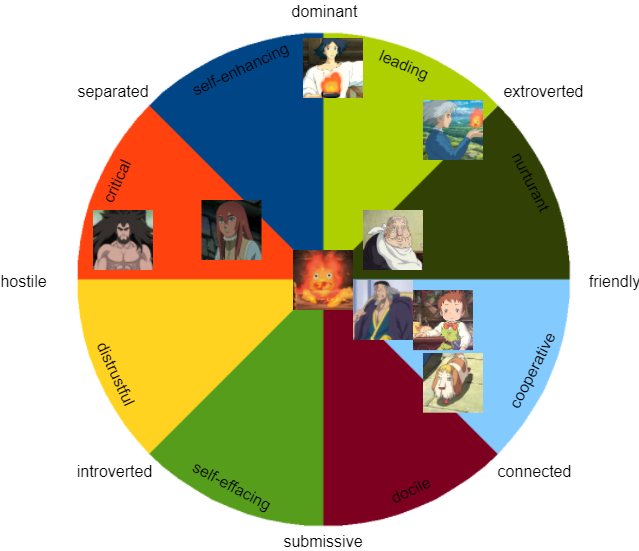 dominant
self-enhancing
leading
separated
extroverted
critical
nurturant
hostile
friendly
distrustful
cooperative
introverted
self-effacing
docile
connected
submissive